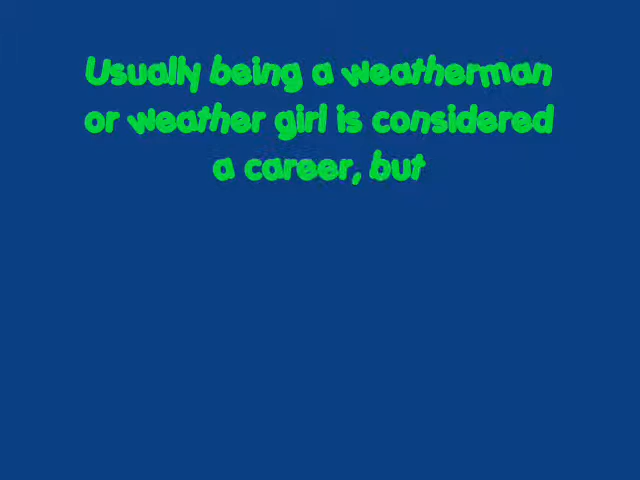 Usually being a weatherman
or weather girl is considered
a career, but